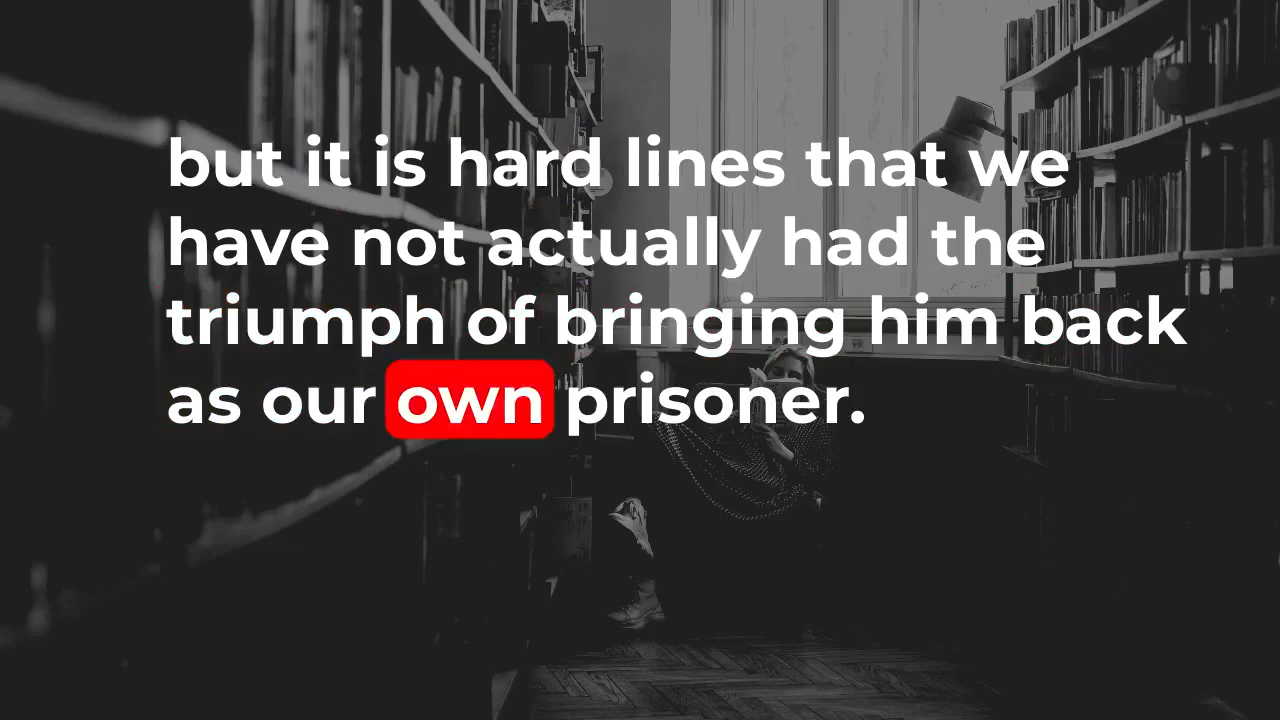 but it is hard lines that we
have not actually had the
triumph of bringing him back
as our own prisoner.